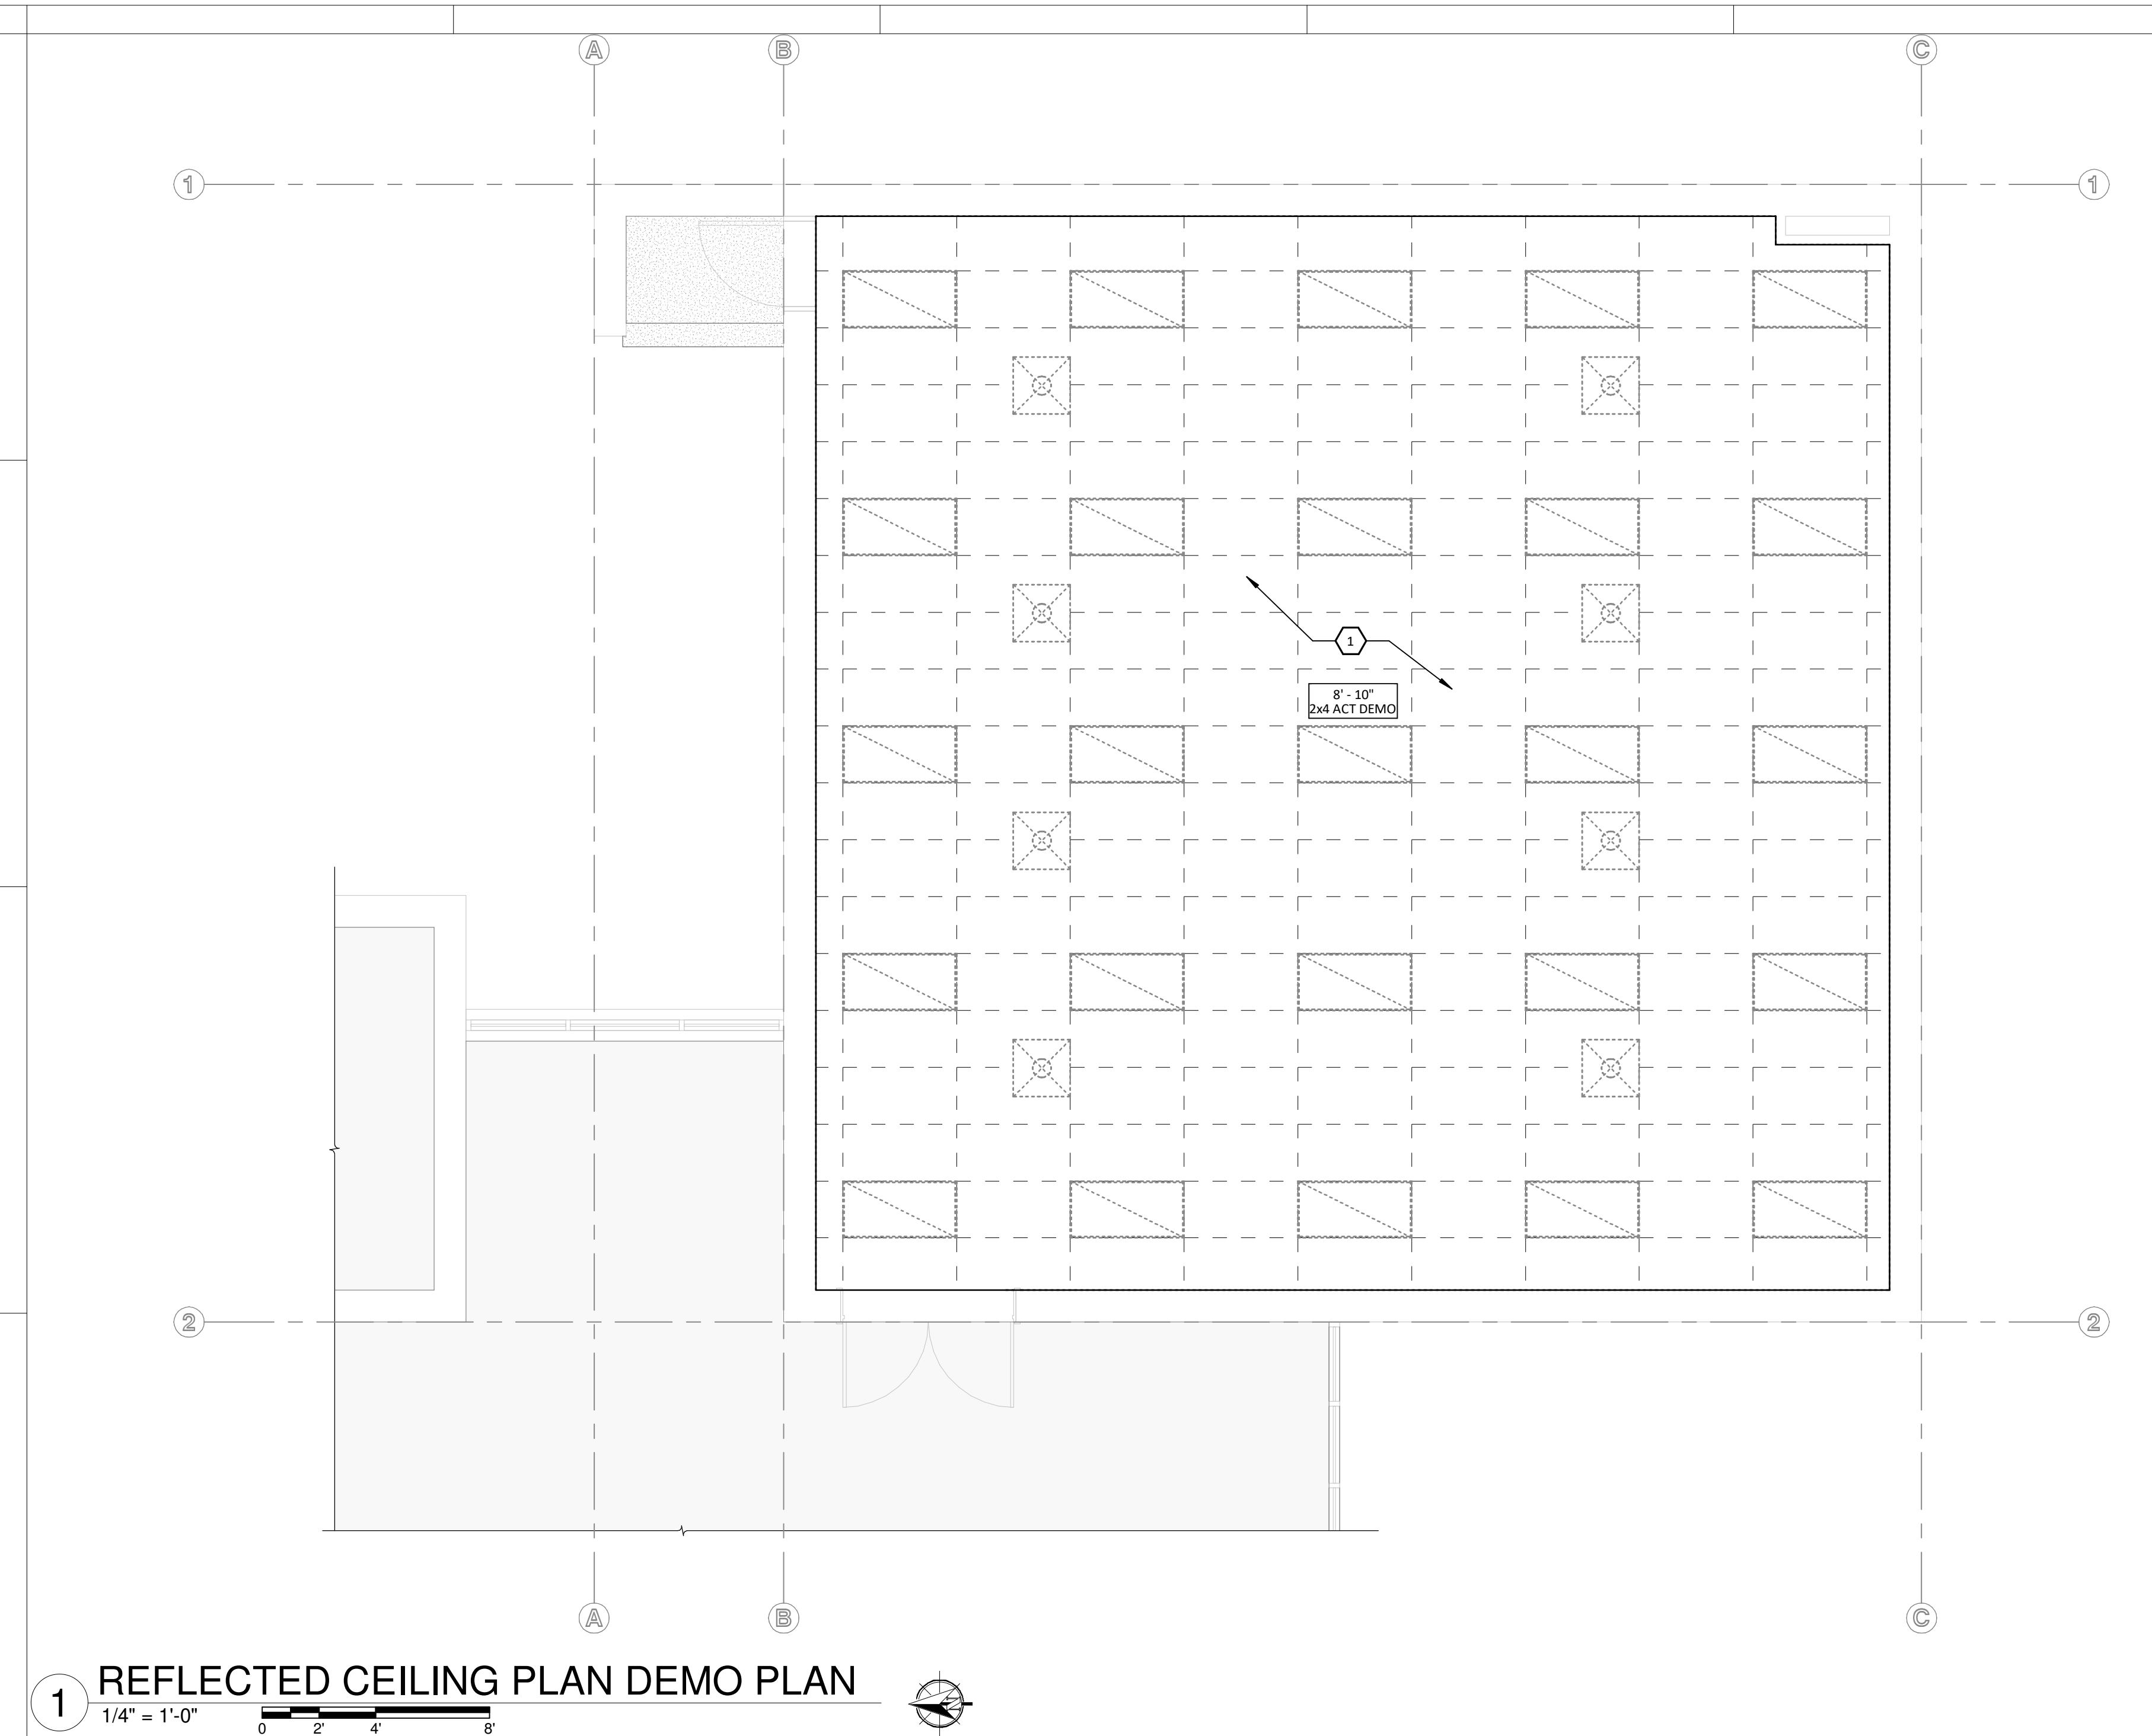 A
B
C
1
1
1
8' - 10"
2x4 ACT DEMO
2
2
A
B
C
1
REFLECTED CEILING PLAN DEMO PLAN
1/4" = 1'-0"
0 2' 4' 8'
N